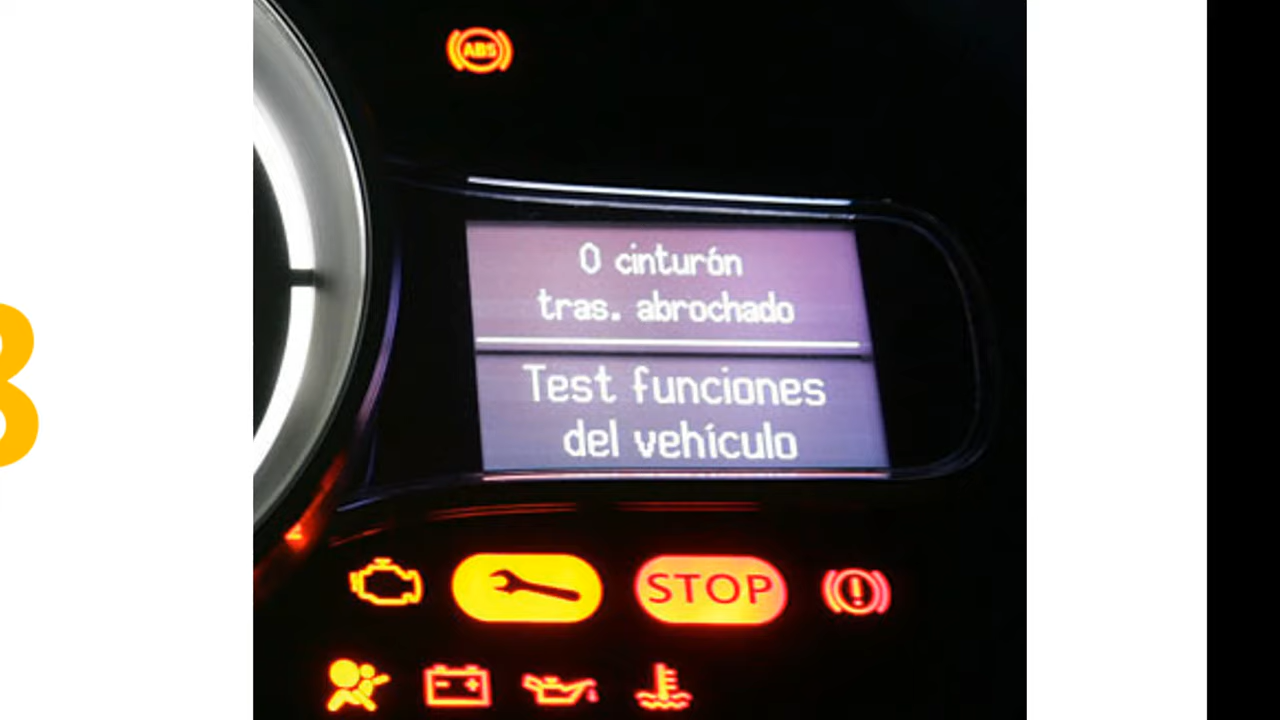 ABS
0 cinturón
tras. abrochado
Test funciones
del vehículo
STOP